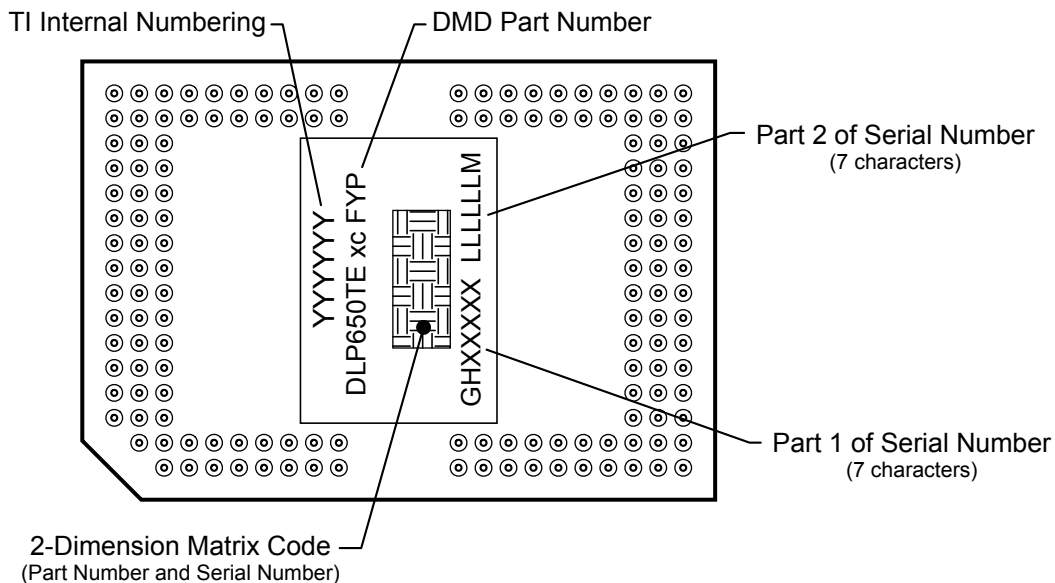 TI Internal Numbering
DMD Part Number
Part 2 of Serial Number
(7 characters)
YYYYYYY
DLP650TE xc FYP
GHXXXXX LLLLLLM
Part 1 of Serial Number
(7 characters)
2-Dimension Matrix Code
(Part Number and Serial Number)